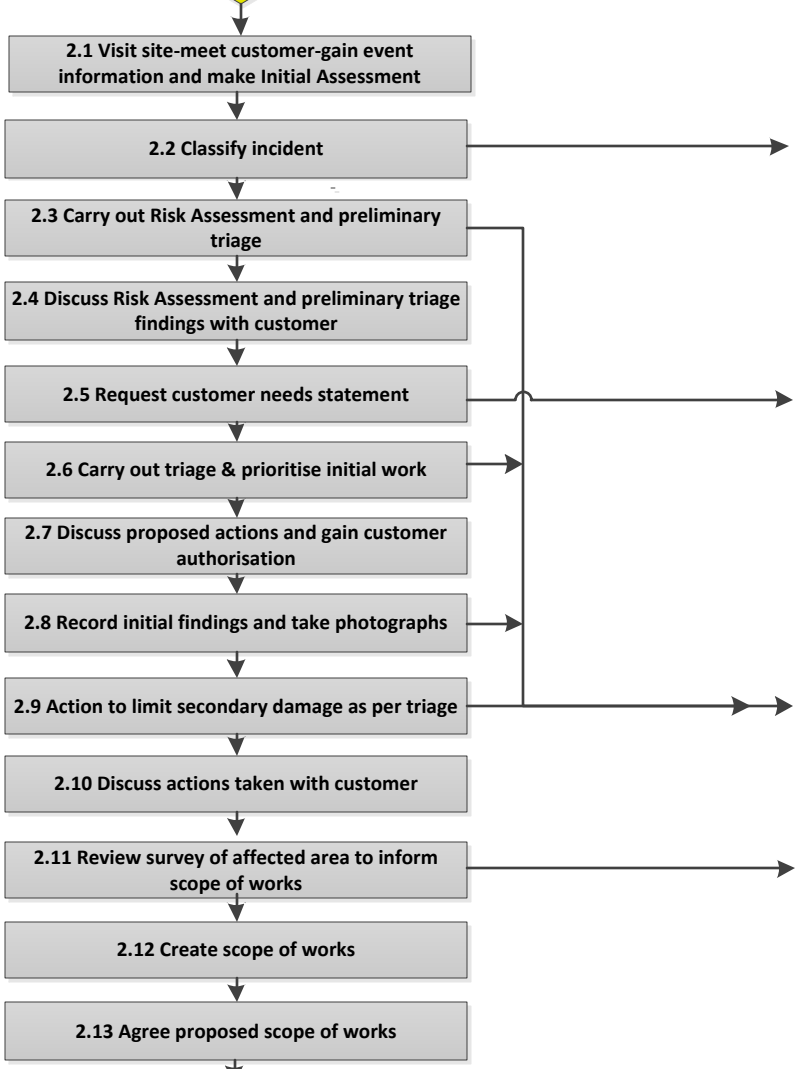 2.1 Visit site-meet customer-gain event
information and make Initial Assessment
2.2 Classify incident
2.3 Carry out Risk Assessment and preliminary
triage
2.4 Discuss Risk Assessment and preliminary triage
findings with customer
2.5 Request customer needs statement
2.6 Carry out triage & prioritise initial work
2.7 Discuss proposed actions and gain customer
authorisation
2.8 Record initial findings and take photographs
2.9 Action to limit secondary damage as per triage
2.10 Discuss actions taken with customer
2.11 Review survey of affected area to inform
scope of works
2.12 Create scope of works
2.13 Agree proposed scope of works